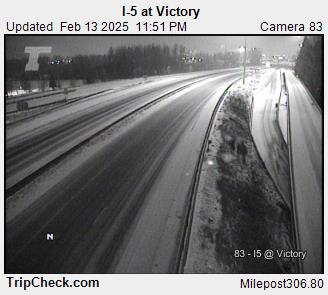 I-5 at Victory
Updated Feb 13 2025 11:51 PM Camera 83
T
N
83 - I5 @ Victory
TripCheck.com Milepost306.80